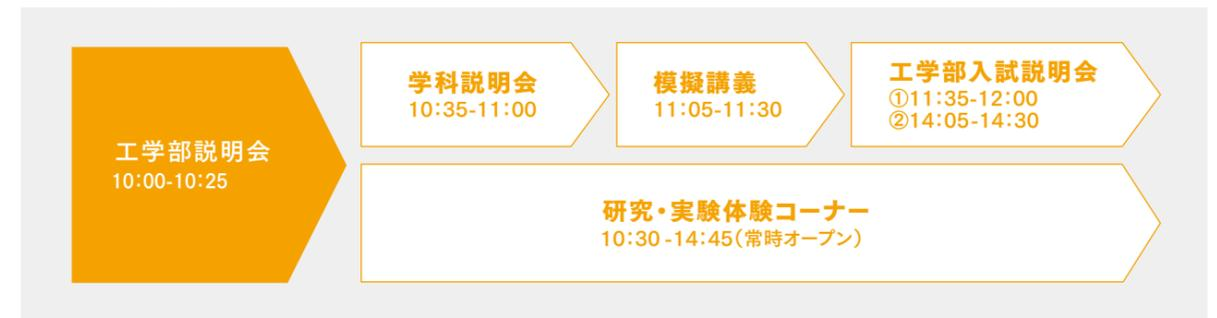 工学部説明会
10:00-10:25
学科説明会
10:35-11:00
模擬講義
11:05-11:30
工学部入試説明会
①11:35-12:00
②14:05-14:30
研究・実験体験コーナー
10:30-14:45(常時オープン)